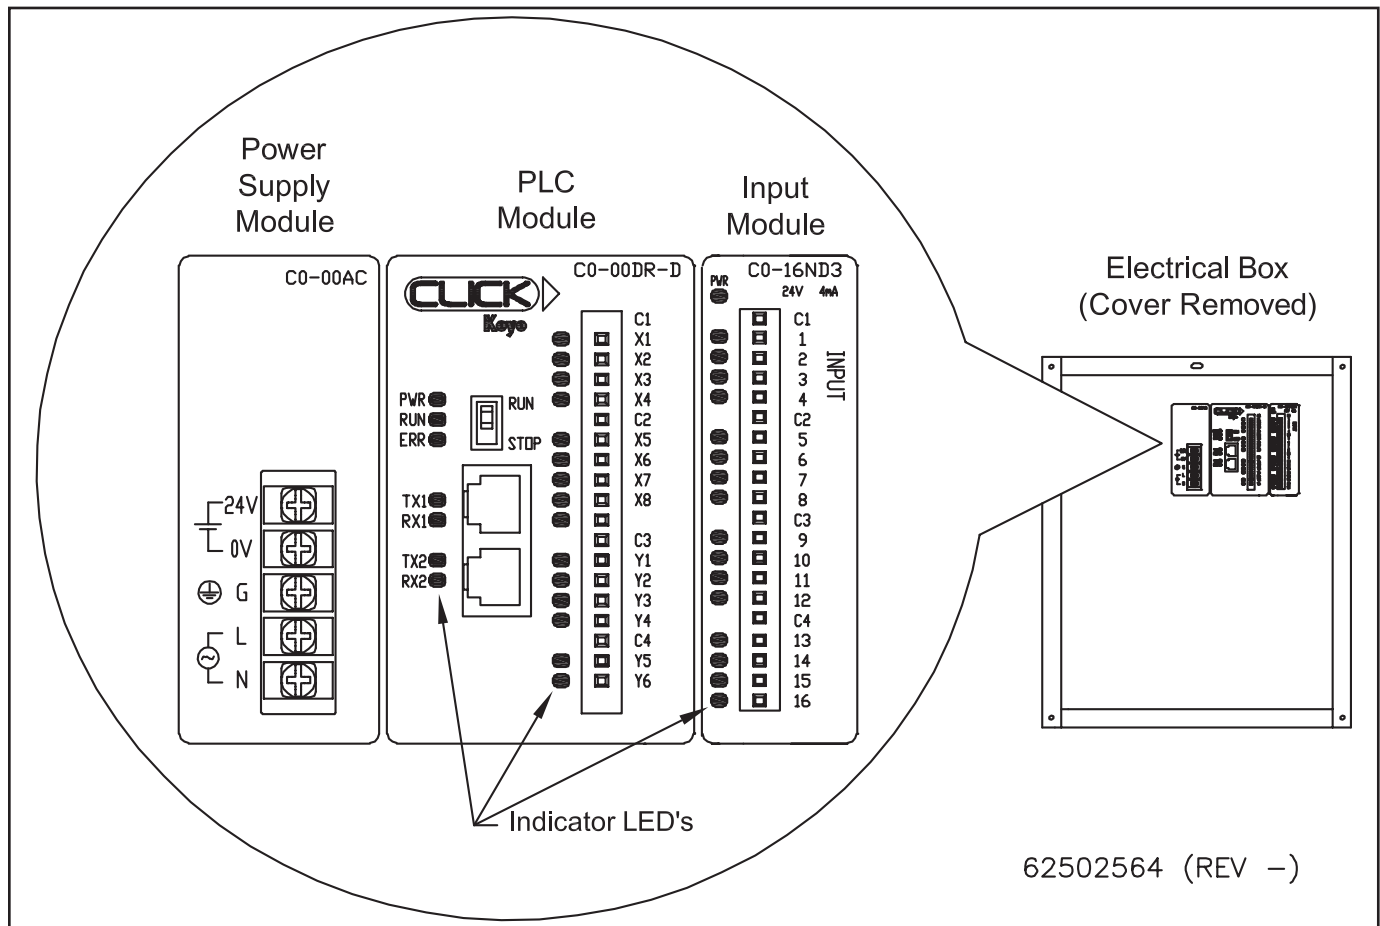 Power
Supply
Module
PLC
Module
Input
Module
Electrical Box
(Cover Removed)
C0-00AC
24V
0V
G
L
N
C0-00DR-D
CLICK
Koyo
PWR
RUN
ERR
RUN
STOP
TX1
RX1
TX2
RX2
C1
X1
X2
X3
X4
C2
X5
X6
X7
X8
C3
Y1
Y2
Y3
Y4
C4
Y5
Y6
C0-16ND3
PWR
24V 4mA
INPUT
C1
1
2
3
4
C2
5
6
7
8
C3
9
10
11
12
C4
13
14
15
16
Indicator LED's
62502564 (REV -)